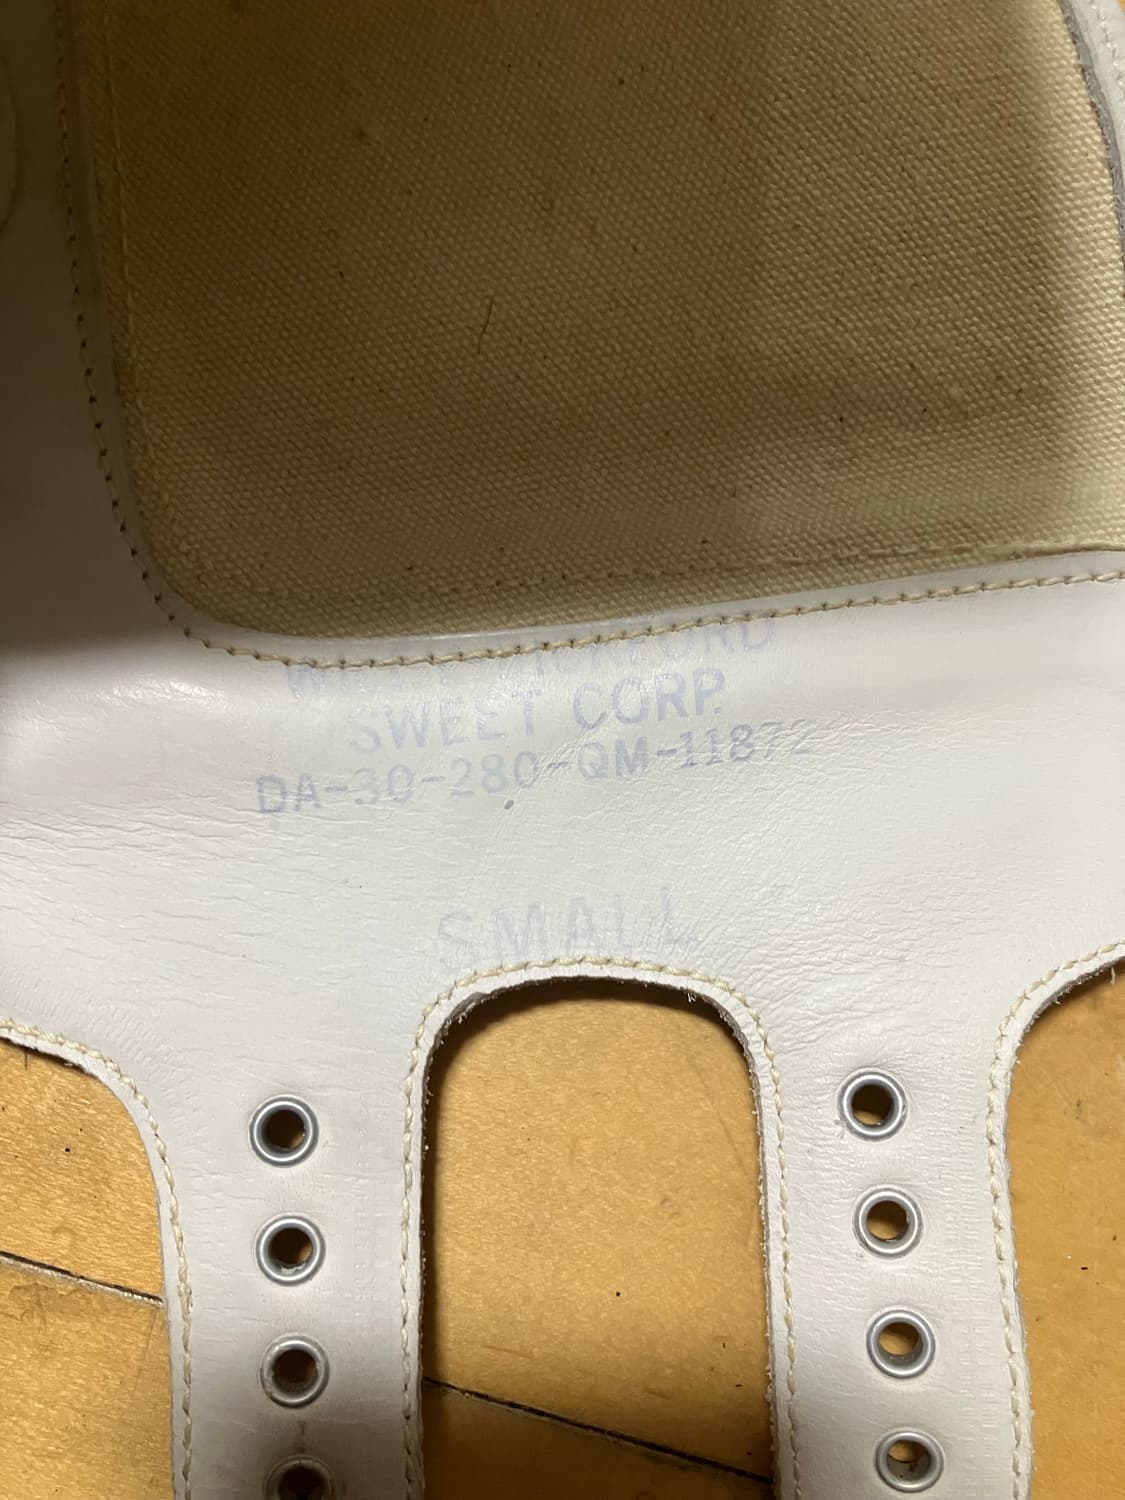 SWEET CORP.
DA-30-280-QM-11872
SMALL